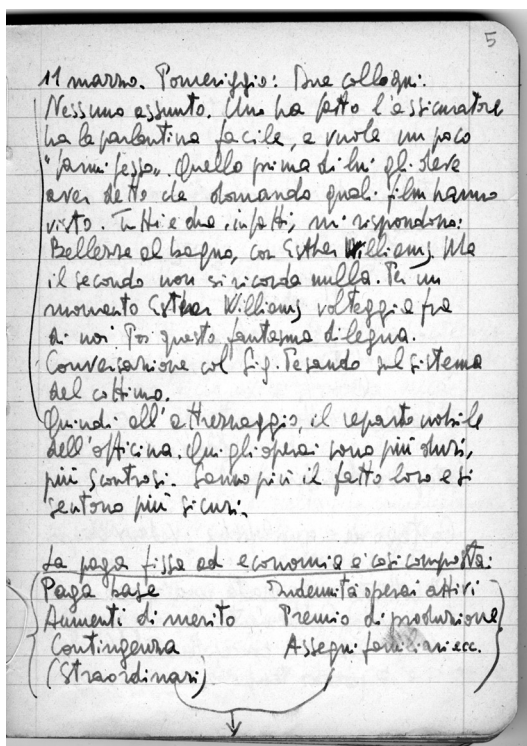 5
11 marzo. Pomeriggio: Due colloqui.
Nessuno assunto. Uno ha fatto l'assicuratore
ha la parlantina facile, e vuole un poco
"farmi fesso". Quello prima di lui gli deve
aver detto che domando quali film hanno
visto. Tutti e due, infatti, mi rispondono:
Bellezze al bagno, con Esther Williams. Ma
il secondo non si ricorda nulla. Per un
momento Esther Williams volteggia fra
di noi. Poi questo fantasma dilegua.
Conversazione col Sig. Pesando sul sistema
del cottimo.
Quindi all'attrezzaggio, il reparto nobile
dell'officina. Qui gli operai sono più duri,
più scontrosi. Sanno più il fatto loro e si
sentono più sicuri.
La paga fissa ad economia è così composta:
Paga base Indennità operai attivi
Aumenti di merito Premio di produzione
Contingenza Assegni familiari ecc.
(Straordinari)